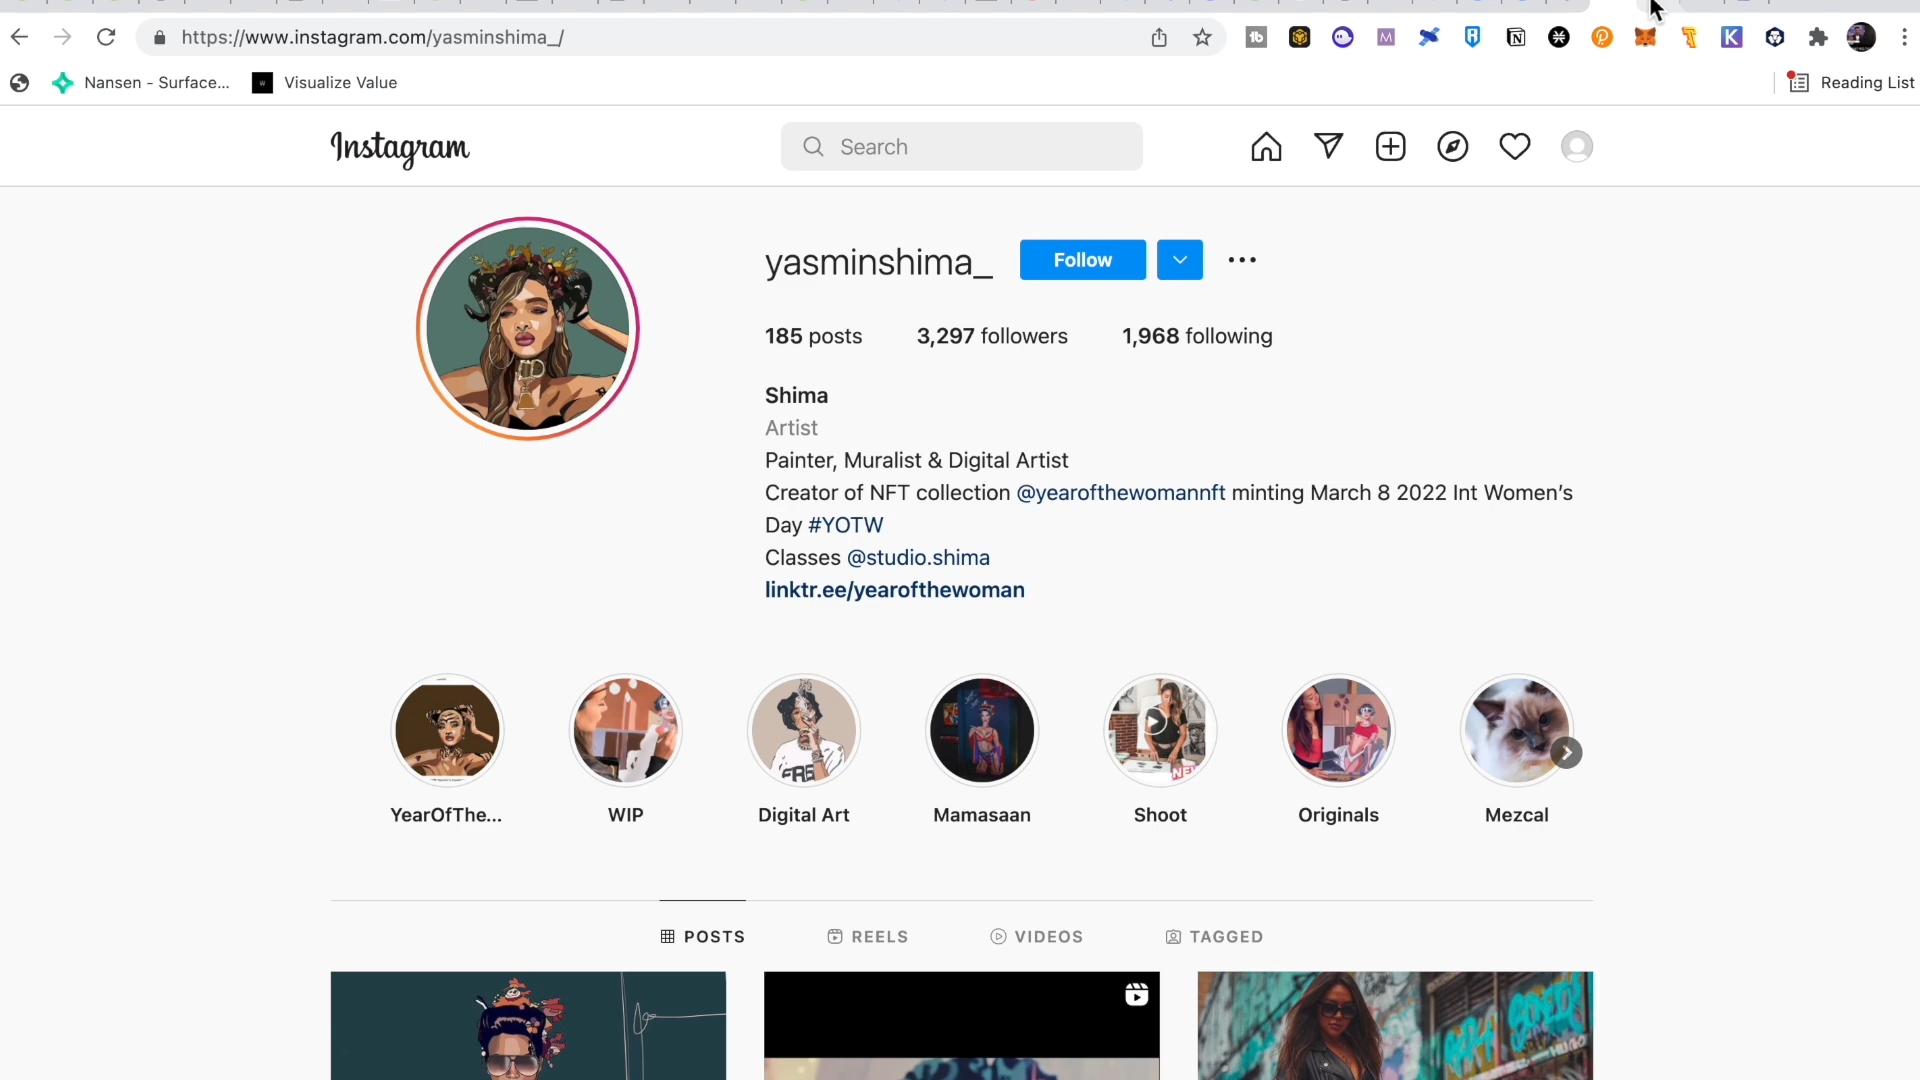 https://www.instagram.com/yasminshima_/
Nansen - Surface...
Visualize Value
Reading List
Instagram
Search
yasminshima_
Follow
185 posts
3,297 followers
1,968 following
Shima
Artist
Painter, Muralist & Digital Artist
Creator of NFT collection @yearofthewomannft minting March 8 2022 Int Women's
Day #YOTW
Classes @studio.shima
linktr.ee/yearofthewoman
YearOfThe...
WIP
Digital Art
Mamasaan
Shoot
Originals
Mezcal
POSTS
REELS
VIDEOS
TAGGED